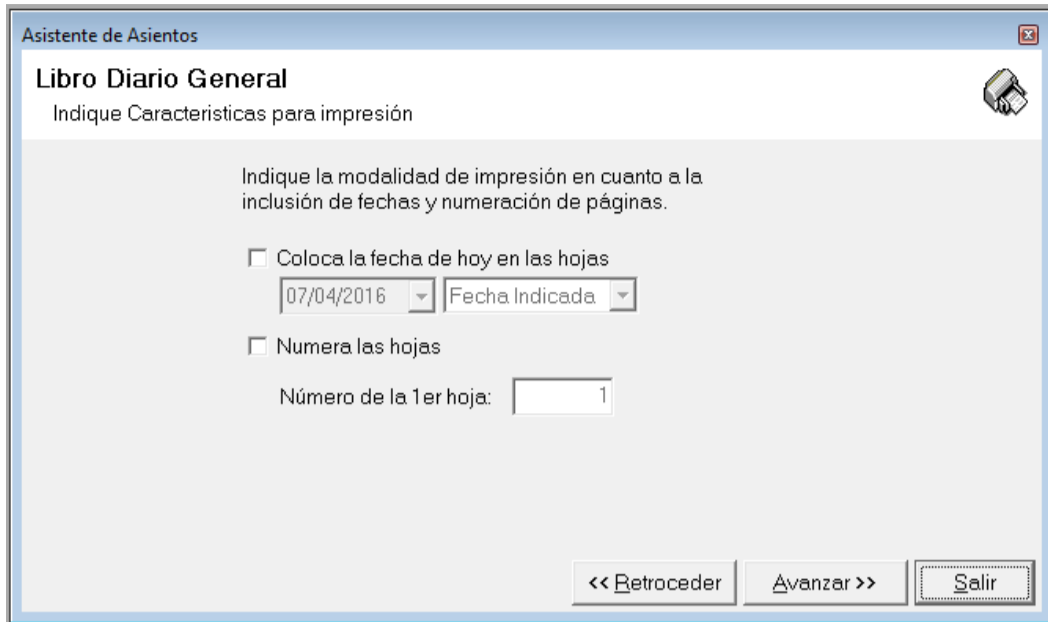 Asistente de Asientos
Libro Diario General
Indique Caracteristicas para impresión
Indique la modalidad de impresión en cuanto a la
inclusión de fechas y numeración de páginas.
Coloca la fecha de hoy en las hojas
07/04/2016 Fecha Indicada
Numera las hojas
Número de la 1er hoja: 1
<< Retroceder Avanzar >> Salir